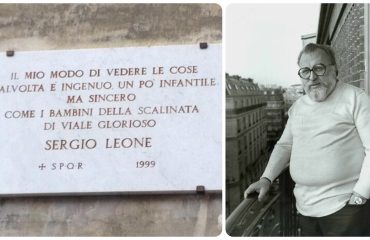 IL MIO MODO DI VEDERE LE COSE
ALVOLTA E INGENUO, UN PO' INFANTILE
MA SINCERO
COME I BAMBINI DELLA SCALINATA
DI VIALE GLORIOSO
SERGIO LEONE
✠ S.P.Q.R. 1999